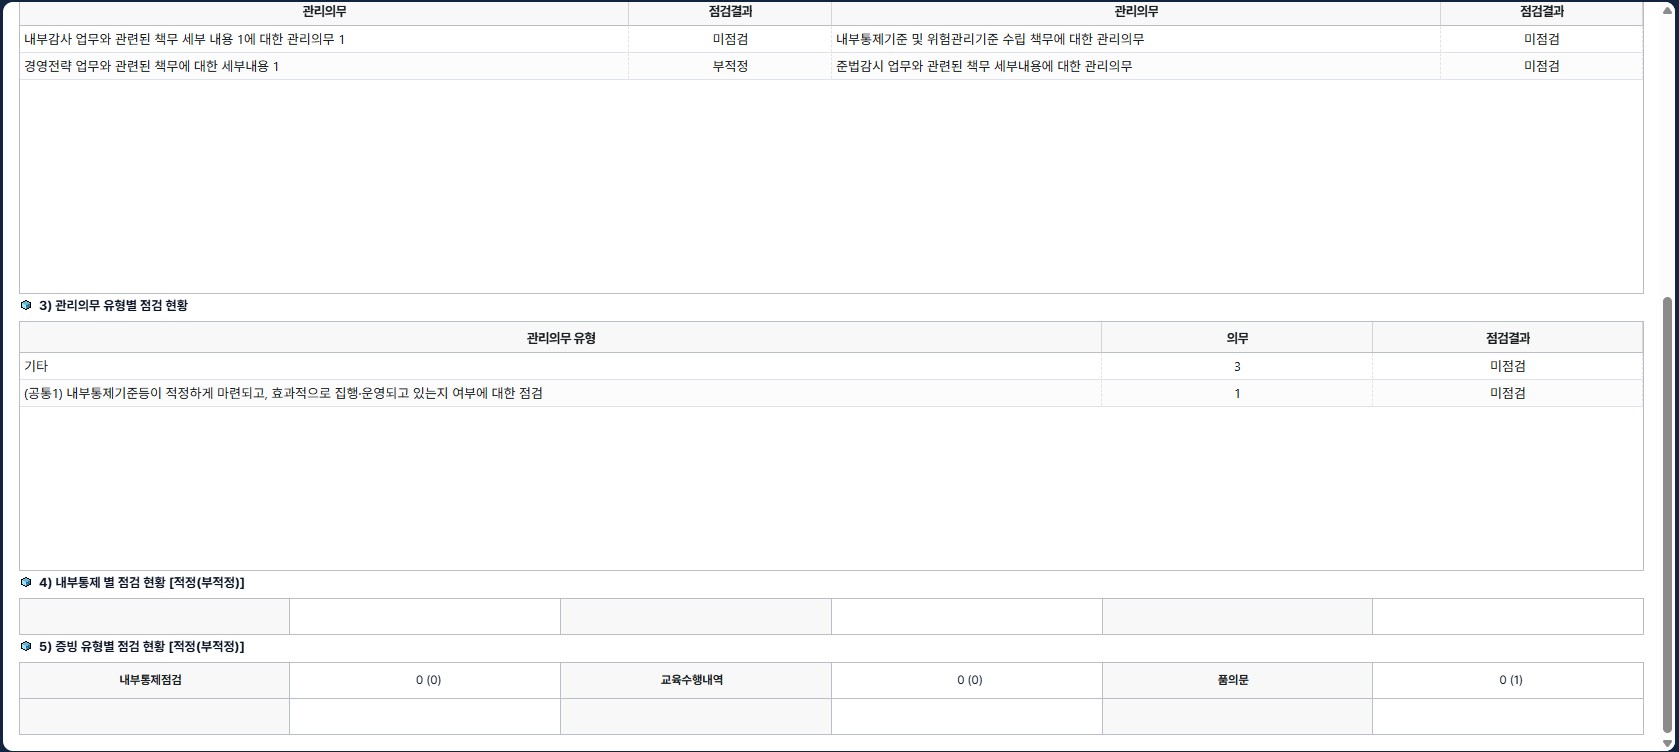 관리의무 점검결과 관리의무 점검결과
내부감사 업무와 관련된 책무 세부 내용 1에 대한 관리의무 1 미점검 내부통제기준 및 위험관리기준 수립 책무에 대한 관리의무 미점검
경영전략 업무와 관련된 책무에 대한 세부내용 1 부적정 준법감시 업무와 관련된 책무 세부내용에 대한 관리의무 미점검
3) 관리의무 유형별 점검 현황
관리의무 유형 의무 점검결과
기타 3 미점검
(공통1) 내부통제기준등이 적정하게 마련되고, 효과적으로 집행·운영되고 있는지 여부에 대한 점검 1 미점검
4) 내부통제 별 점검 현황 [적정(부적정)]
5) 증빙 유형별 점검 현황 [적정(부적정)]
내부통제점검 0 (0) 교육수행내역 0 (0) 품의문 0 (1)